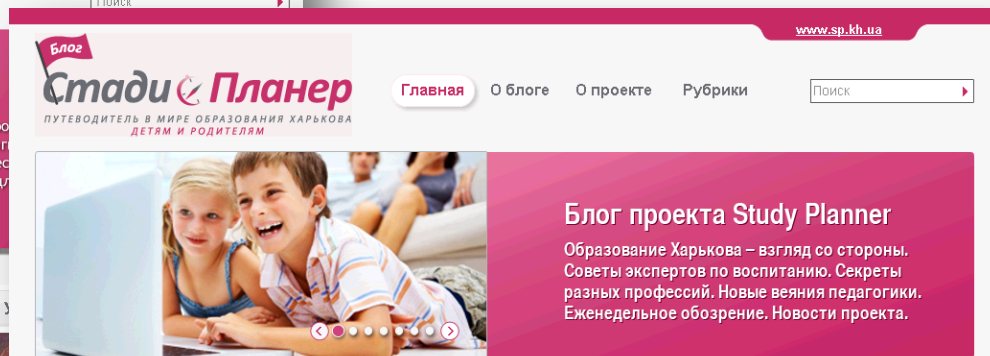 Поиск
www.sp.kh.ua
Блог
Стади Планер
ПУТЕВОДИТЕЛЬ В МИРЕ ОБРАЗОВАНИЯ ХАРЬКОВА
ДЕТЯМ И РОДИТЕЛЯМ
Главная О блоге О проекте Рубрики Поиск
Блог проекта Study Planner
Образование Харькова – взгляд со стороны.
Советы экспертов по воспитанию. Секреты
разных профессий. Новые веяния педагогики.
Еженедельное обозрение. Новости проекта.